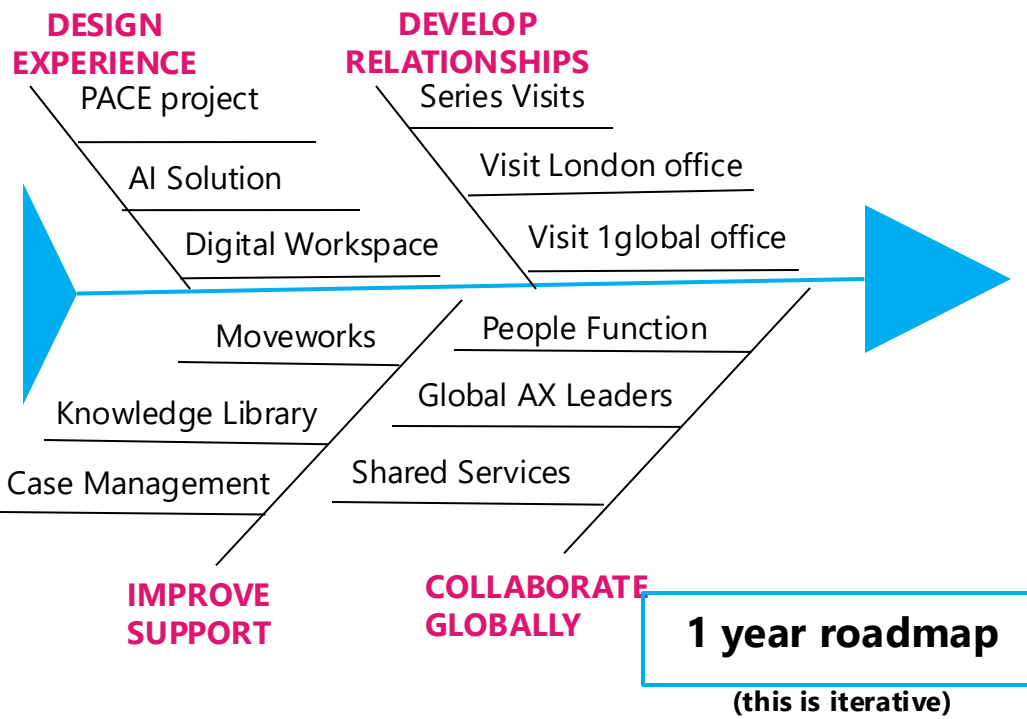 DESIGN
EXPERIENCE
PACE project
AI Solution
Digital Workspace
DEVELOP
RELATIONSHIPS
Series Visits
Visit London office
Visit 1global office
Moveworks
Knowledge Library
Case Management
IMPROVE
SUPPORT
People Function
Global AX Leaders
Shared Services
COLLABORATE
GLOBALLY
1 year roadmap
(this is iterative)